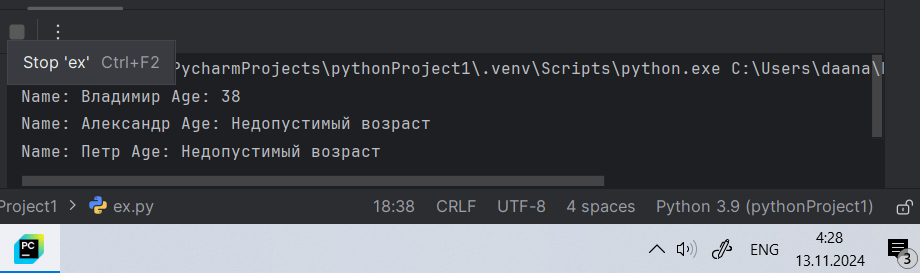 Stop 'ex' Ctrl+F2
PycharmProjects\pythonProject1\.venv\Scripts\python.exe C:\Users\daana\
Name: Владимир Age: 38
Name: Александр Age: Недопустимый возраст
Name: Петр Age: Недопустимый возраст
Project1 > ex.py 18:38 CRLF UTF-8 4 spaces Python 3.9 (pythonProject1)
PC ENG 4:28
13.11.2024 3